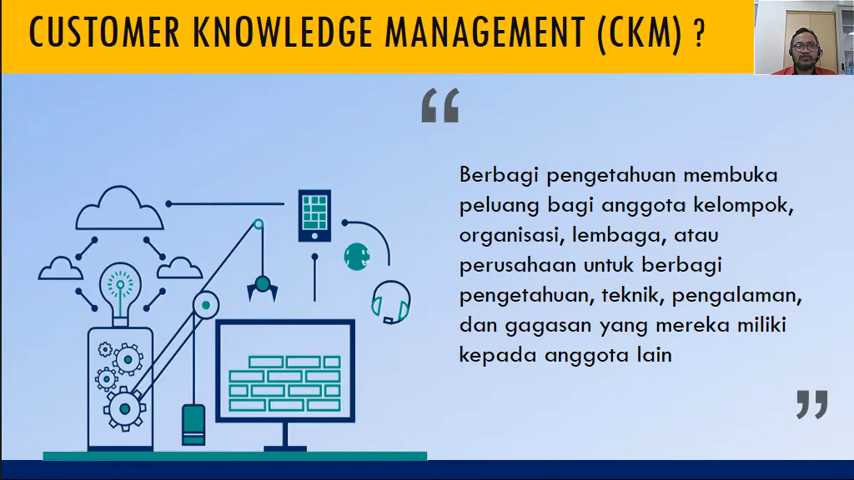 CUSTOMER KNOWLEDGE MANAGEMENT (CKM) ?
“
Berbagi pengetahuan membuka
peluang bagi anggota kelompok,
organisasi, lembaga, atau
perusahaan untuk berbagi
pengetahuan, teknik, pengalaman,
dan gagasan yang mereka miliki
kepada anggota lain
”